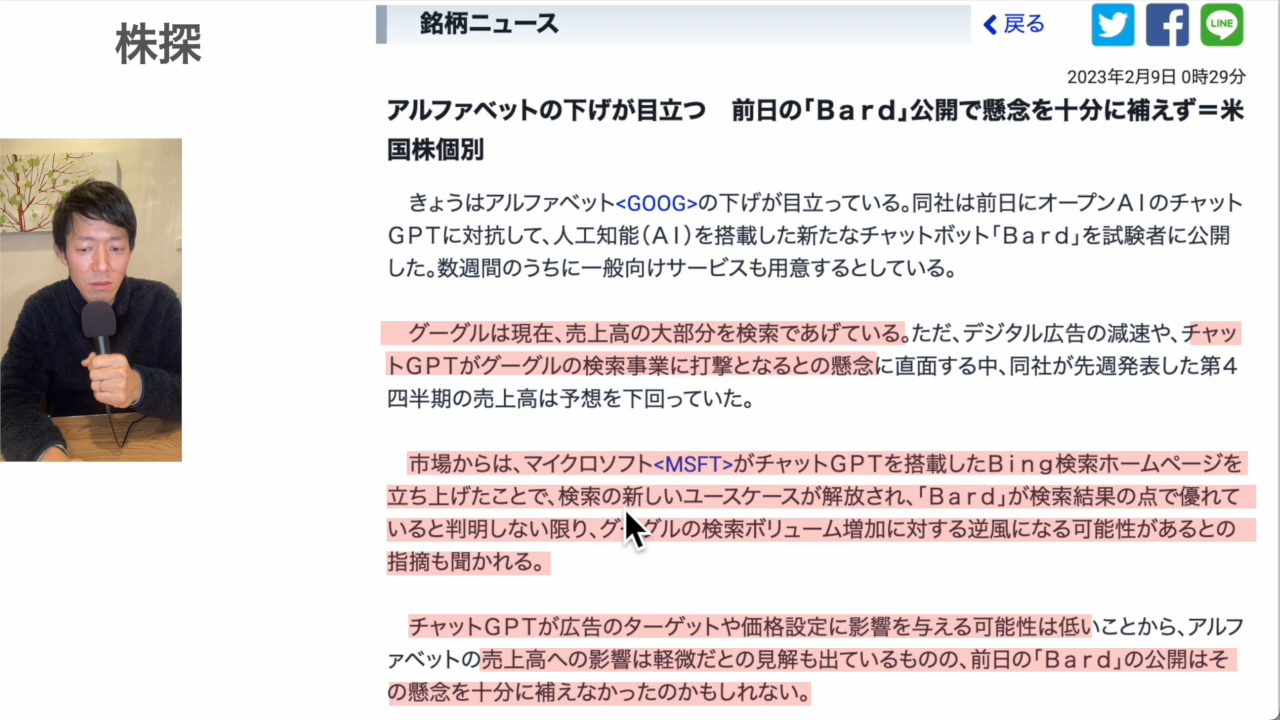 株探
銘柄ニュース
戻る
LINE
2023年2月9日 0時29分
アルファベットの下げが目立つ　前日の「Ｂａｒｄ」公開で懸念を十分に補えず＝米
国株個別
きょうはアルファベット<GOOG>の下げが目立っている。同社は前日にオープンＡＩのチャット
ＧＰＴに対抗して、人工知能（ＡＩ）を搭載した新たなチャットボット「Ｂａｒｄ」を試験者に公開
した。数週間のうちに一般向けサービスも用意するとしている。
グーグルは現在、売上高の大部分を検索であげている。ただ、デジタル広告の減速や、チャッ
トＧＰＴがグーグルの検索事業に打撃となるとの懸念に直面する中、同社が先週発表した第４
四半期の売上高は予想を下回っていた。
市場からは、マイクロソフト<MSFT>がチャットＧＰＴを搭載したＢｉｎｇ検索ホームページを
立ち上げたことで、検索の新しいユースケースが解放され、「Ｂａｒｄ」が検索結果の点で優れて
いると判明しない限り、グーグルの検索ボリューム増加に対する逆風になる可能性があるとの
指摘も聞かれる。
チャットＧＰＴが広告のターゲットや価格設定に影響を与える可能性は低いことから、アルフ
ァベットの売上高への影響は軽微だとの見解も出ているものの、前日の「Ｂａｒｄ」の公開はそ
の懸念を十分に補えなかったのかもしれない。